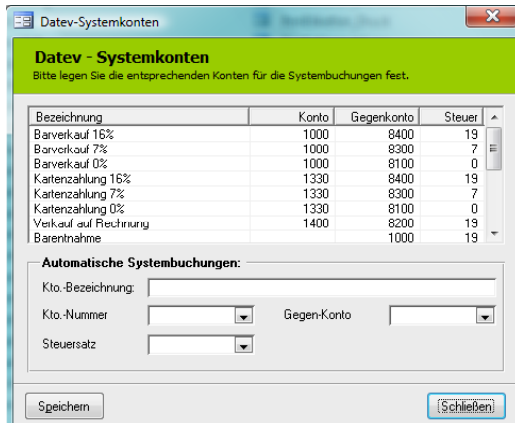 Datev-Systemkonten
Datev - Systemkonten
Bitte legen Sie die entsprechenden Konten für die Systembuchungen fest.
Bezeichnung Konto Gegenkonto Steuer
Barverkauf 16% 1000 8400 19
Barverkauf 7% 1000 8300 7
Barverkauf 0% 1000 8100 0
Kartenzahlung 16% 1330 8400 19
Kartenzahlung 7% 1330 8300 7
Kartenzahlung 0% 1330 8100 0
Verkauf auf Rechnung 1400 8200 19
Barentnahme 1000 19
Automatische Systembuchungen:
Kto.-Bezeichnung:
Kto.-Nummer Gegen-Konto
Steuersatz
Speichern Schließen